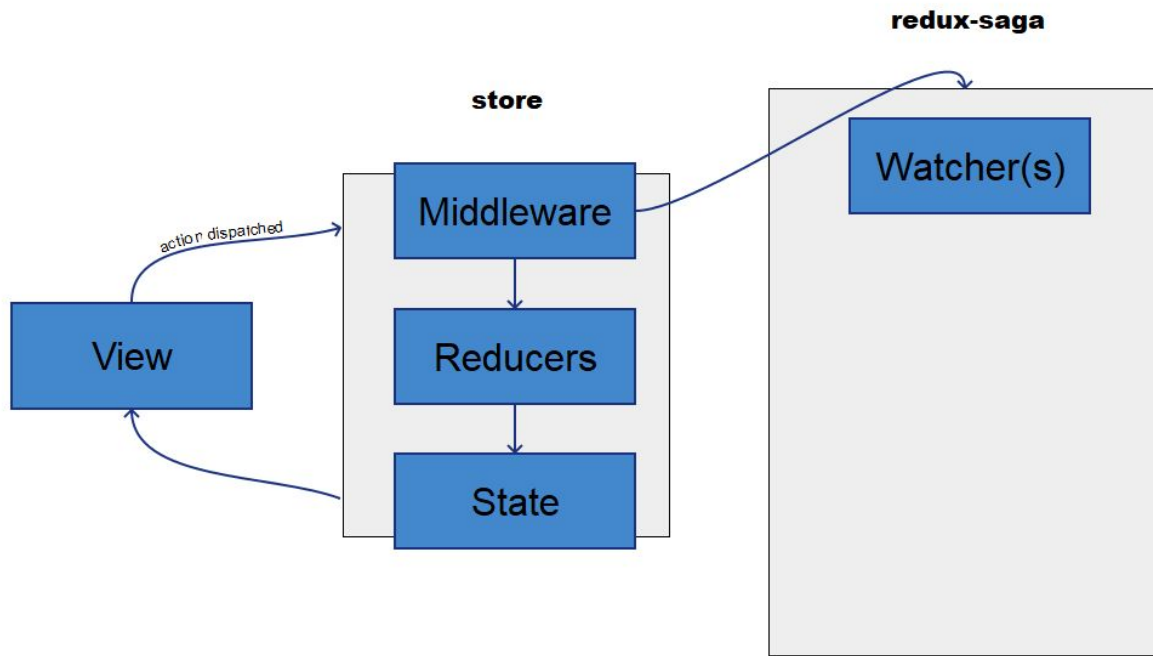 redux-saga
store
Watcher(s)
Middleware
action dispatched
View
Reducers
State